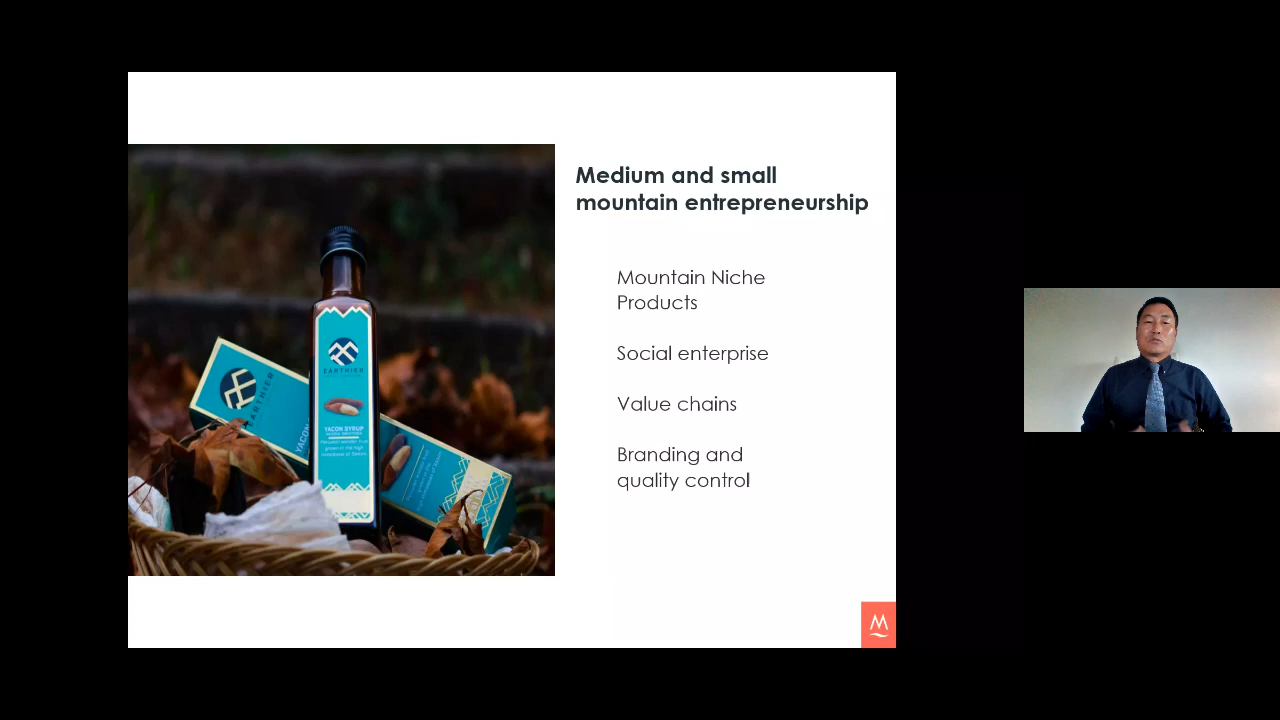 Medium and small
mountain entrepreneurship
Mountain Niche
Products
Social enterprise
Value chains
Branding and
quality control
EARTHIER
YACON SYRUP
EARTHIER
YACON